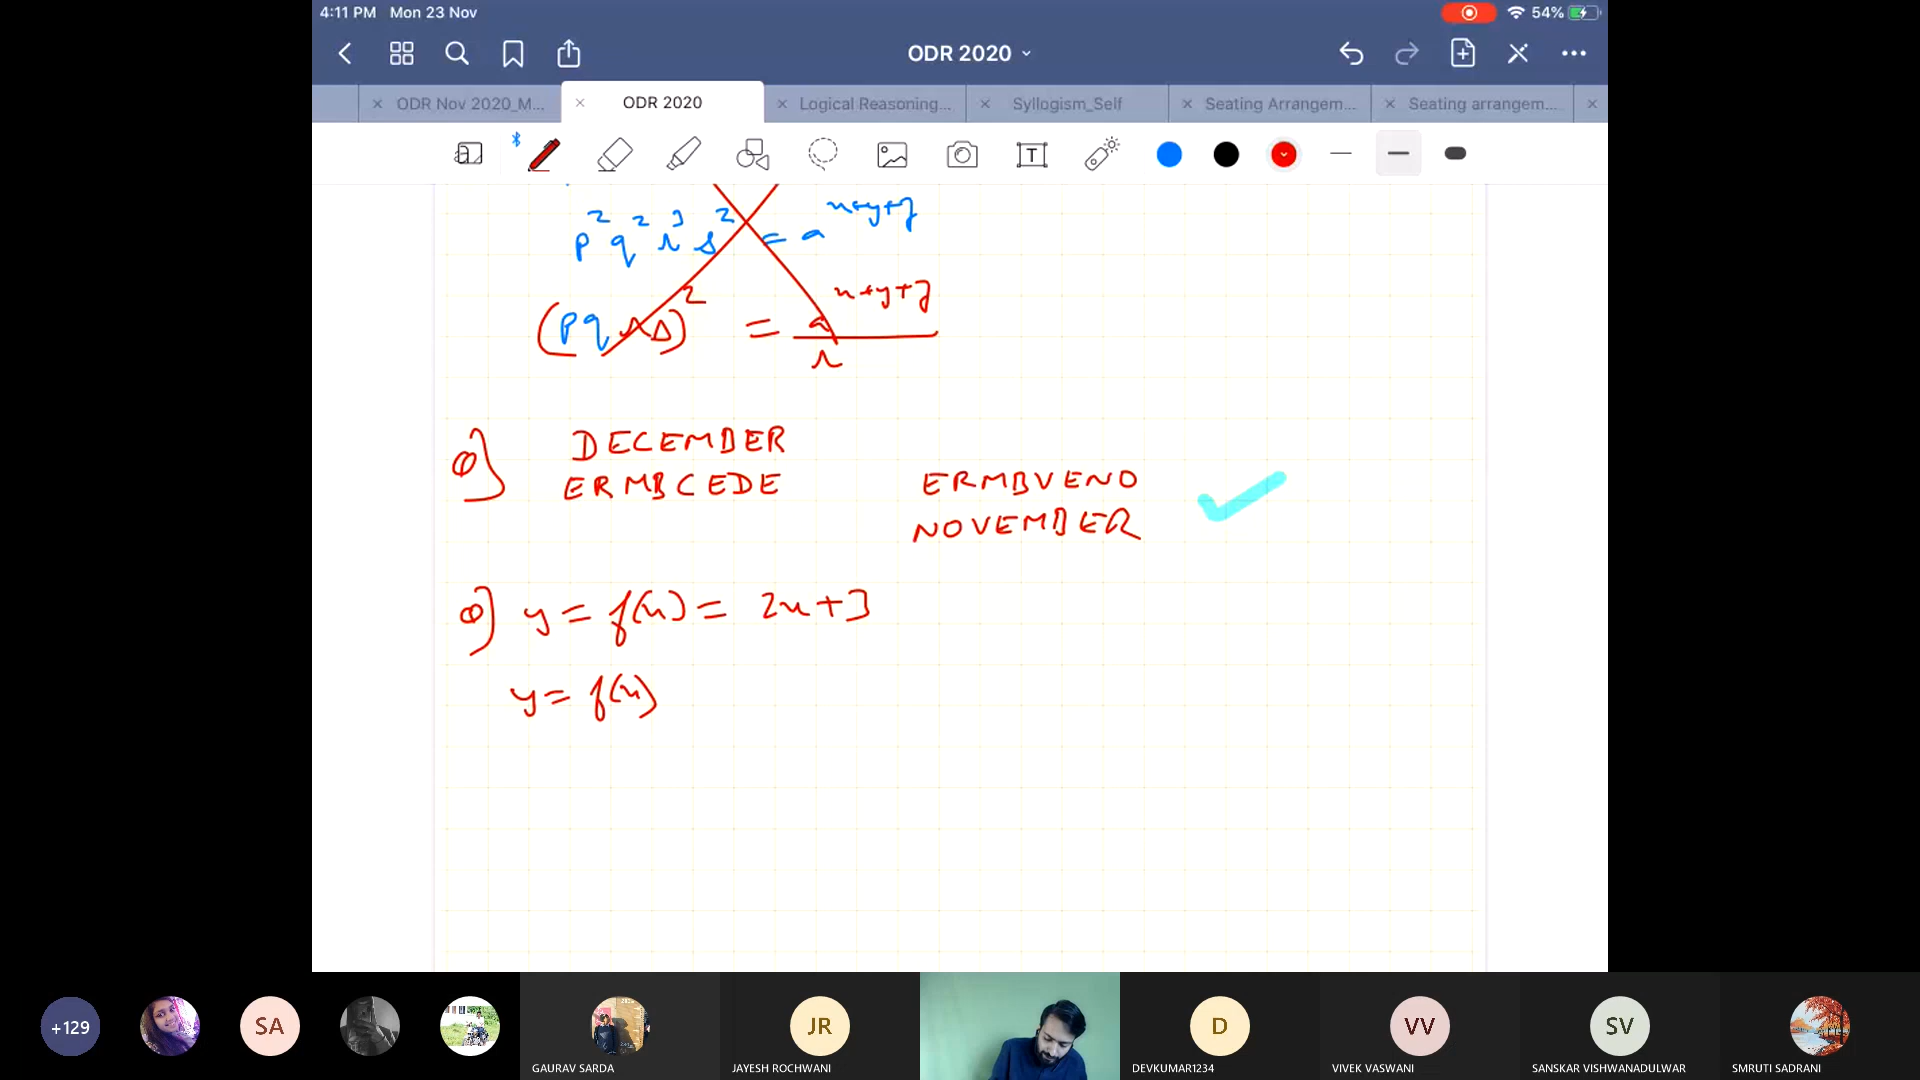 4:11 PM Mon 23 Nov
54%
ODR 2020
ODR Nov 2020_M...
ODR 2020
Logical Reasoning...
Syllogism_Self
Seating Arrangem...
Seating arrangem...
p² q² r³ s² = a^(x+y+z)
(pqrs)² = a^(x+y+z) / r
Q) DECEMBER
ERMBCEDE
ERMBVENO
NOVEMBER
Q) y = f(x) = 2x+3
y = f(x)
+129
SA
GAURAV SARDA
JR
JAYESH ROCHWANI
D
DEVKUMAR1234
VV
VIVEK VASWANI
SV
SANSKAR VISHWANADULWAR
SMRUTI SADRANI